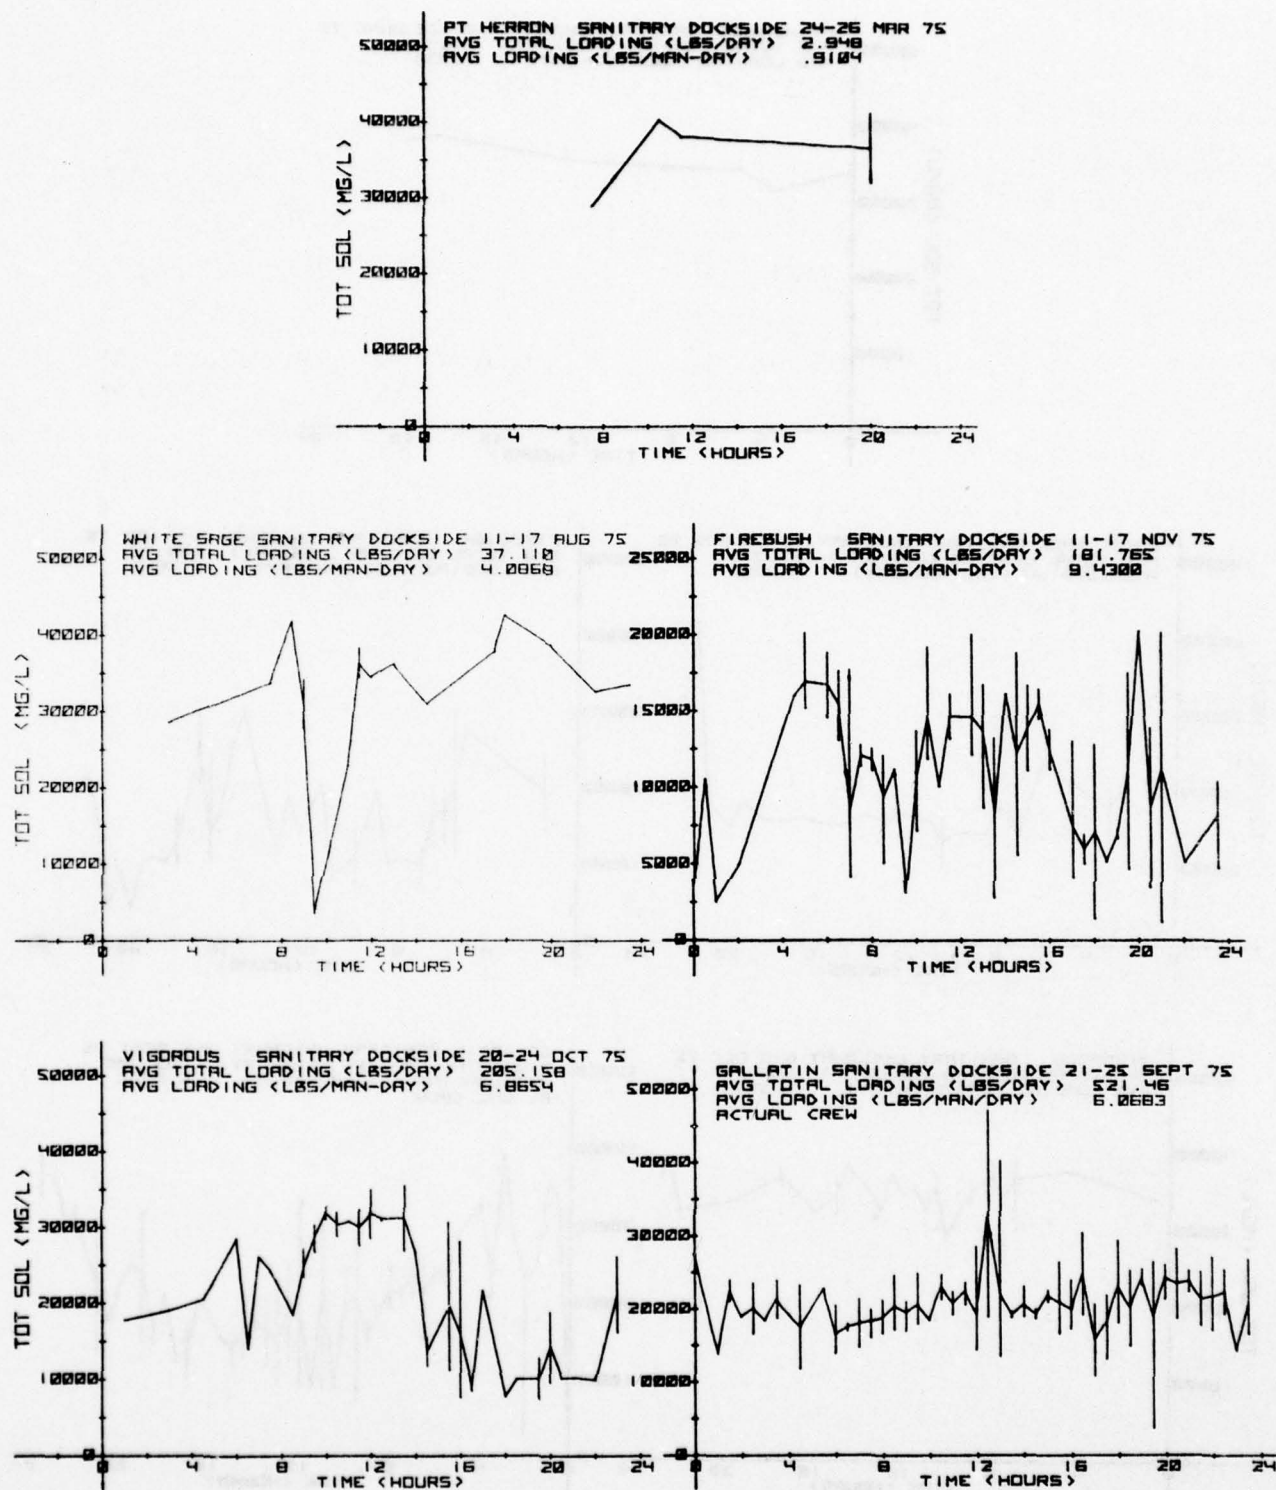 PT HERRON SANITARY DOCKSIDE 24-26 MAR 75
AVG TOTAL LOADING <LBS/DAY> 2.948
AVG LOADING <LBS/MAN-DAY> .9104
50000
40000
30000
20000
10000
0
TOT SOL <MG/L>
0 4 8 12 16 20 24
TIME <HOURS>
WHITE SAGE SANITARY DOCKSIDE 11-17 AUG 75
AVG TOTAL LOADING <LBS/DAY> 37.110
AVG LOADING <LBS/MAN-DAY> 4.0868
50000
40000
30000
20000
10000
0
TOT SOL <MG/L>
0 4 8 12 16 20 24
TIME <HOURS>
FIREBUSH SANITARY DOCKSIDE 11-17 NOV 75
AVG TOTAL LOADING <LBS/DAY> 181.765
AVG LOADING <LBS/MAN-DAY> 9.4300
25000
20000
15000
10000
5000
0
0 4 8 12 16 20 24
TIME <HOURS>
VIGOROUS SANITARY DOCKSIDE 20-24 OCT 75
AVG TOTAL LOADING <LBS/DAY> 205.158
AVG LOADING <LBS/MAN-DAY> 6.8654
50000
40000
30000
20000
10000
0
TOT SOL <MG/L>
0 4 8 12 16 20 24
TIME <HOURS>
GALLATIN SANITARY DOCKSIDE 21-25 SEPT 75
AVG TOTAL LOADING <LBS/DAY> 521.46
AVG LOADING <LBS/MAN/DAY> 6.0683
ACTUAL CREW
50000
40000
30000
20000
10000
0
0 4 8 12 16 20 24
TIME <HOURS>